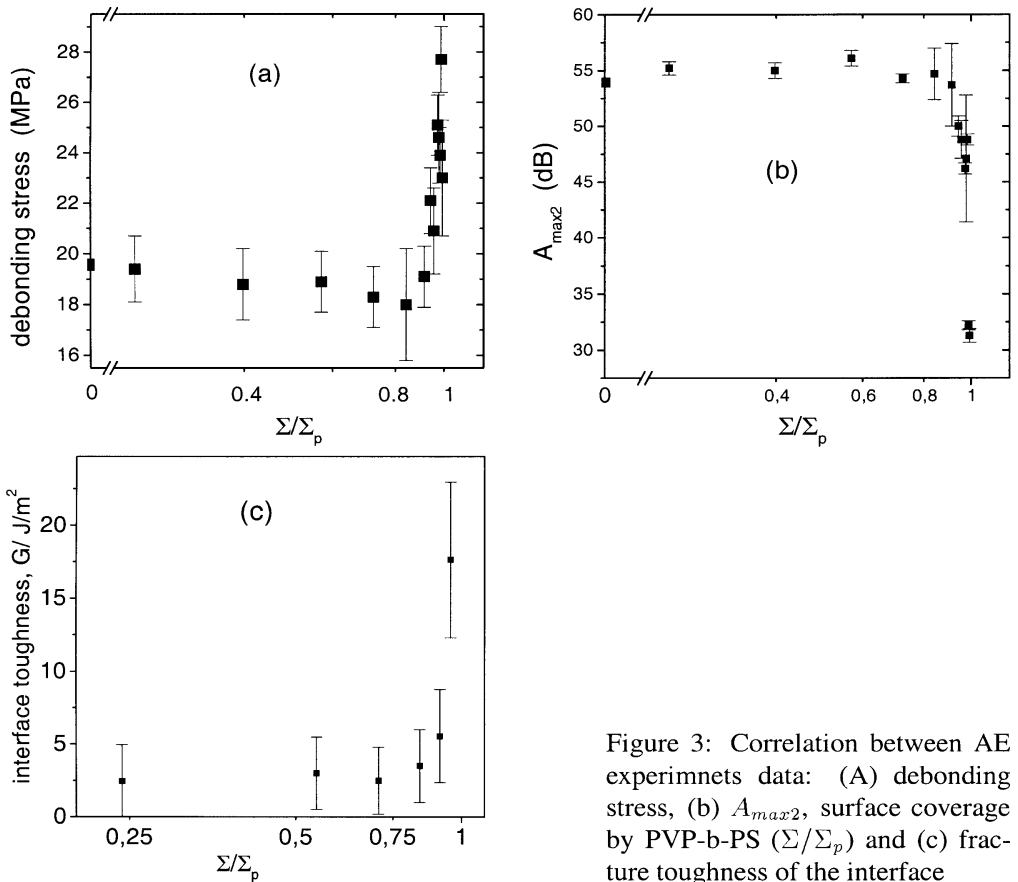 28
26
24
22
20
18
16
debonding stress (MPa)
(a)
0
0.4
0.8
1
Σ/Σp
60
55
50
45
40
35
30
Amax2 (dB)
(b)
0
0,4
0,6
0,8
1
Σ/Σp
20
15
10
5
0
interface toughness, G/ J/m²
(c)
0,25
0,5
0,75
1
Σ/Σp
Figure 3: Correlation between AE
experimnets data: (A) debonding
stress, (b) Amax2, surface coverage
by PVP-b-PS (Σ/Σp) and (c) frac-
ture toughness of the interface